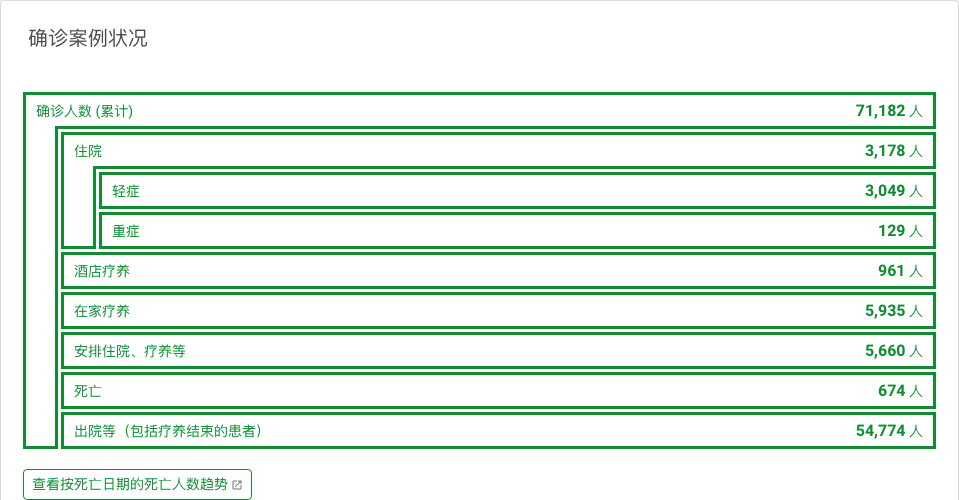 确诊案例状况
确诊人数 (累计) 71,182 人
住院 3,178 人
轻症 3,049 人
重症 129 人
酒店疗养 961 人
在家疗养 5,935 人
安排住院、疗养等 5,660 人
死亡 674 人
出院等（包括疗养结束的患者） 54,774 人
查看按死亡日期的死亡人数趋势